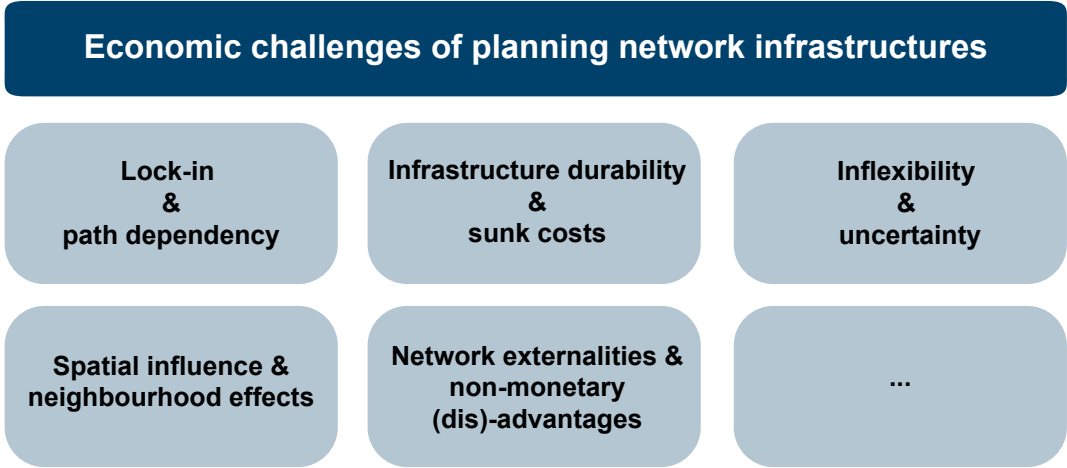 Economic challenges of planning network infrastructures
Lock-in
&
path dependency
Infrastructure durability
&
sunk costs
Inflexibility
&
uncertainty
Spatial influence &
neighbourhood effects
Network externalities &
non-monetary
(dis)-advantages
...